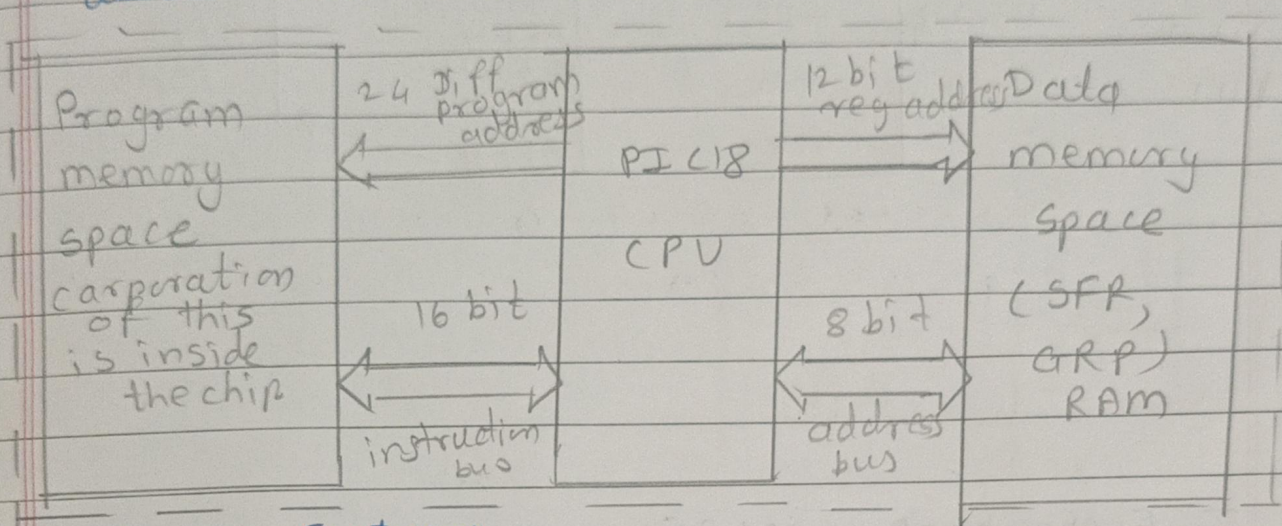 Program
memory
space
carporation
of this
is inside
the chip
24 Diff
program
address
16 bit
instruction
bus
PIC18
CPU
12 bit
reg address
8 bit
address
bus
Data
memory
space
(SFR,
GRP)
RAM